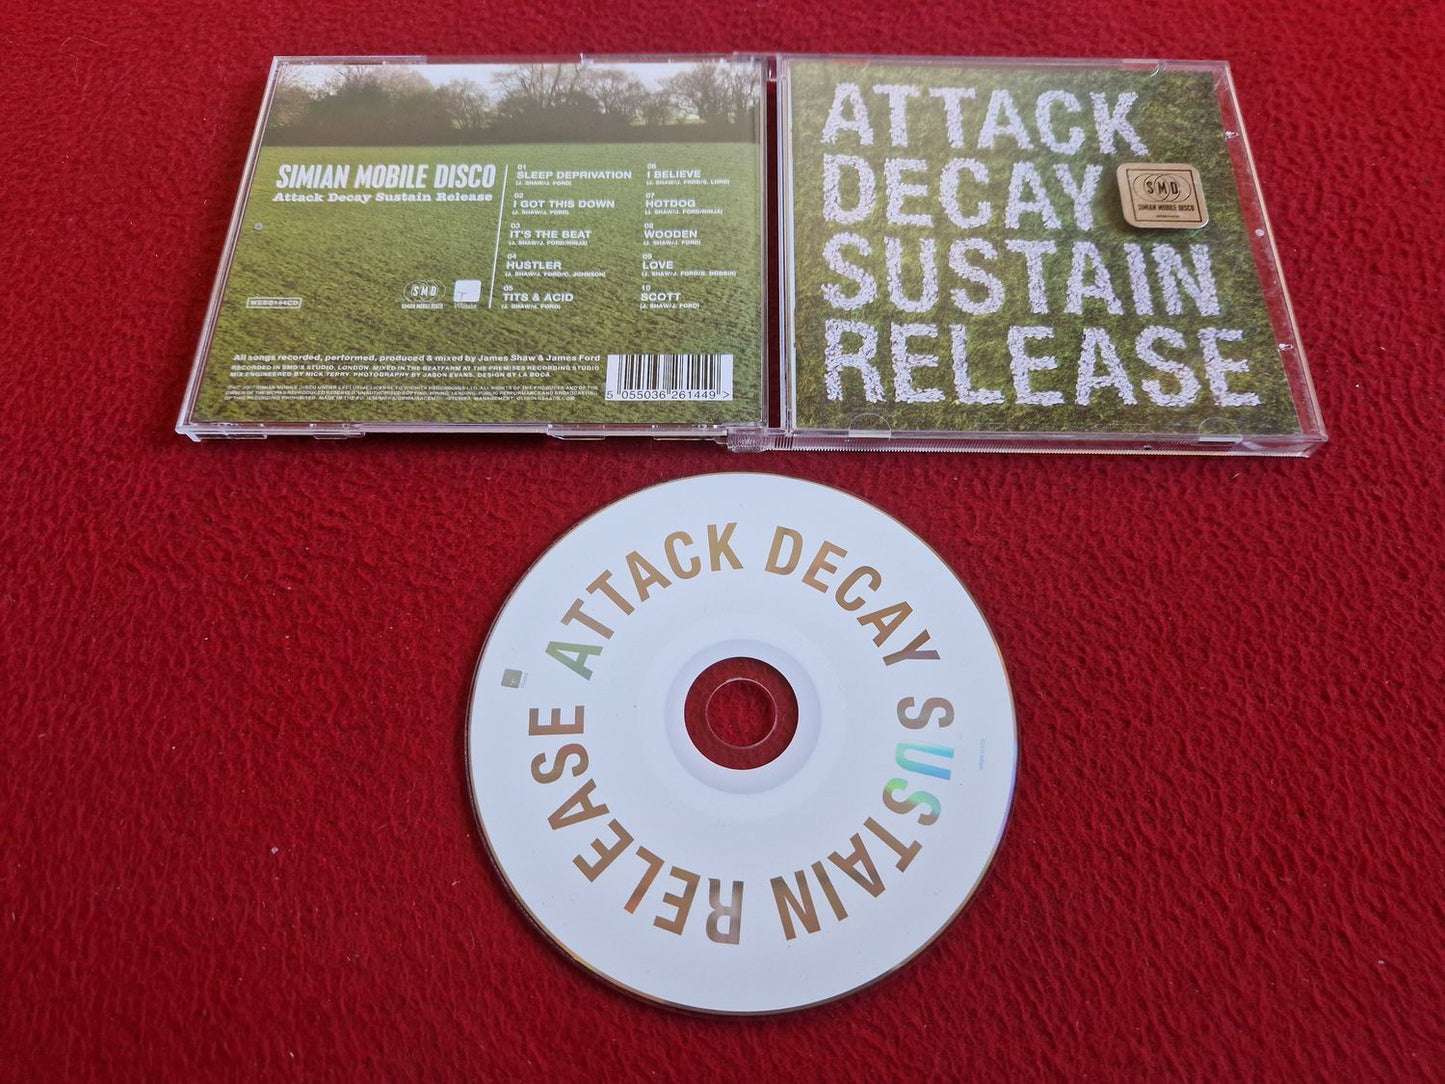 SIMIAN MOBILE DISCO
Attack Decay Sustain Release
01
SLEEP DEPRIVATION
(J. SHAW/J. FORD)
02
I GOT THIS DOWN
(J. SHAW/J. FORD)
03
IT'S THE BEAT
(J. SHAW/J. FORD/NINJA)
04
HUSTLER
(J. SHAW/J. FORD/C. JOHNSON)
05
TITS & ACID
(J. SHAW/J. FORD)
06
I BELIEVE
(J. SHAW/J. FORD/S. LORD)
07
HOTDOG
(J. SHAW/J. FORD/NINJA)
08
WOODEN
(J. SHAW/J. FORD)
09
LOVE
(J. SHAW/J. FORD/B. DOBBIN)
10
SCOTT
(J. SHAW/J. FORD)
WEBB144CD
SMD
SIMIAN MOBILE DISCO
Wichita
All songs recorded, performed, produced & mixed by James Shaw & James Ford
RECORDED IN SMD'S STUDIO, LONDON. MIXED IN THE BEATFARM AT THE PREMISES RECORDING STUDIO
MIX ENGINEERED BY NICK TERRY. PHOTOGRAPHY BY JASON EVANS. DESIGN BY LA BOCA.
5 055036 261449 >
ATTACK
DECAY
SUSTAIN
RELEASE
SMD
SIMIAN MOBILE DISCO
ATTACK DECAY SUSTAIN RELEASE